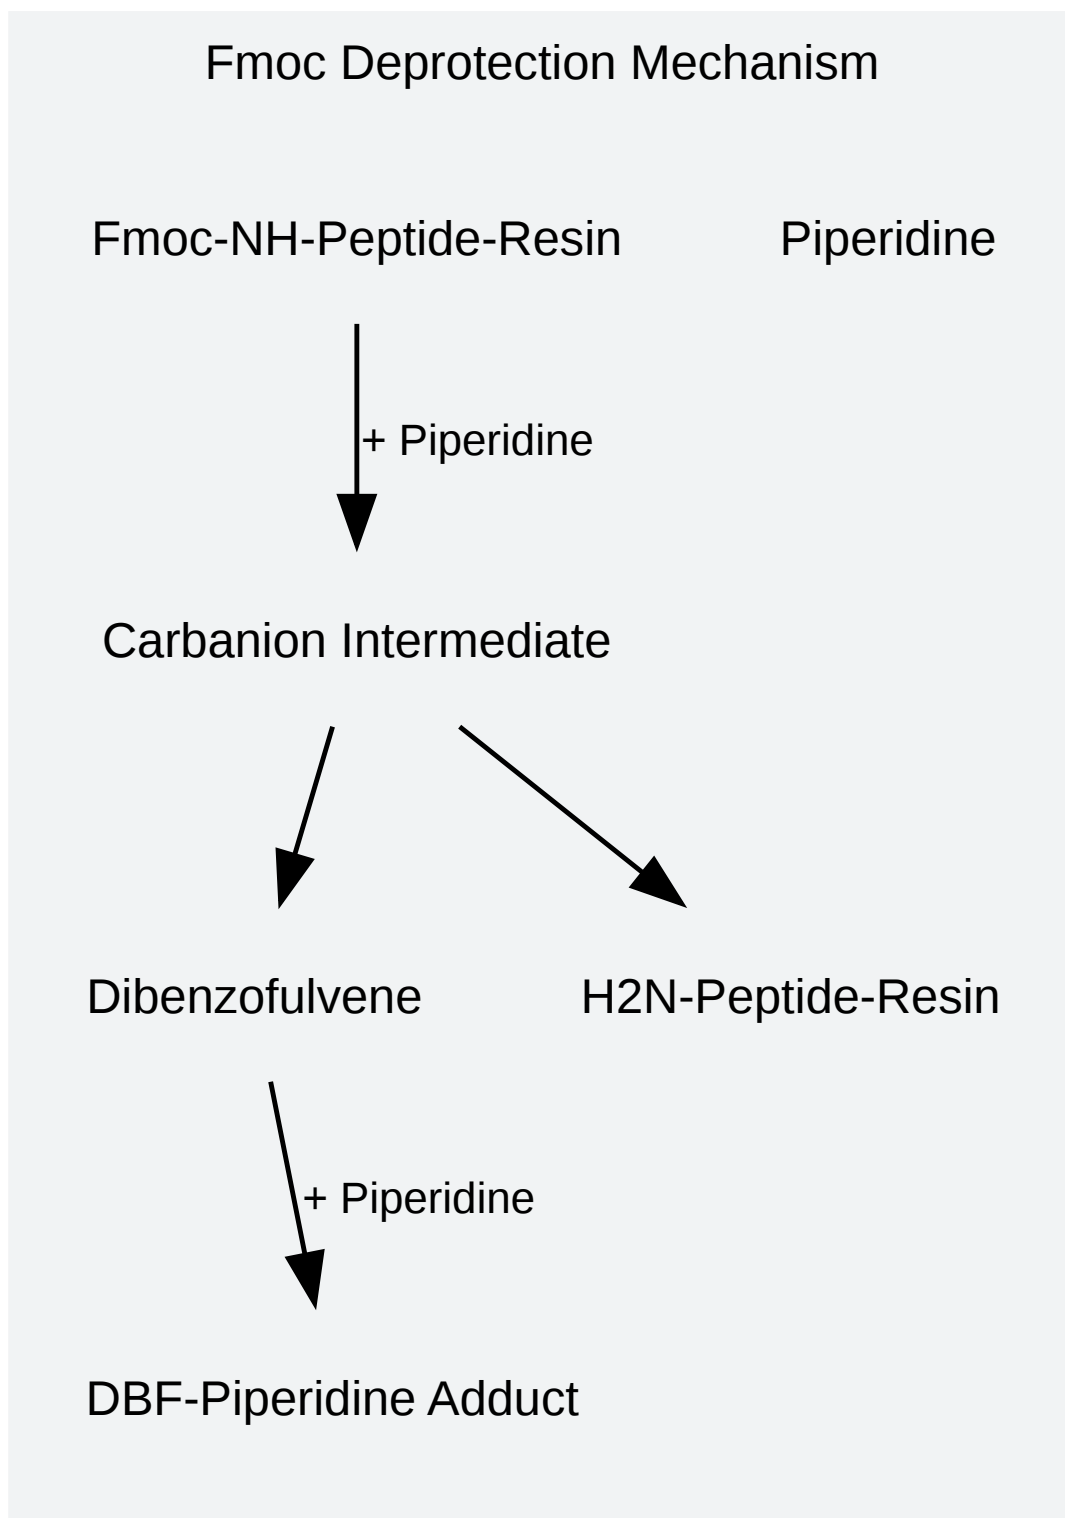 Fmoc Deprotection Mechanism
Fmoc-NH-Peptide-Resin
Piperidine
+ Piperidine
Carbanion Intermediate
Dibenzofulvene
H2N-Peptide-Resin
+ Piperidine
DBF-Piperidine Adduct